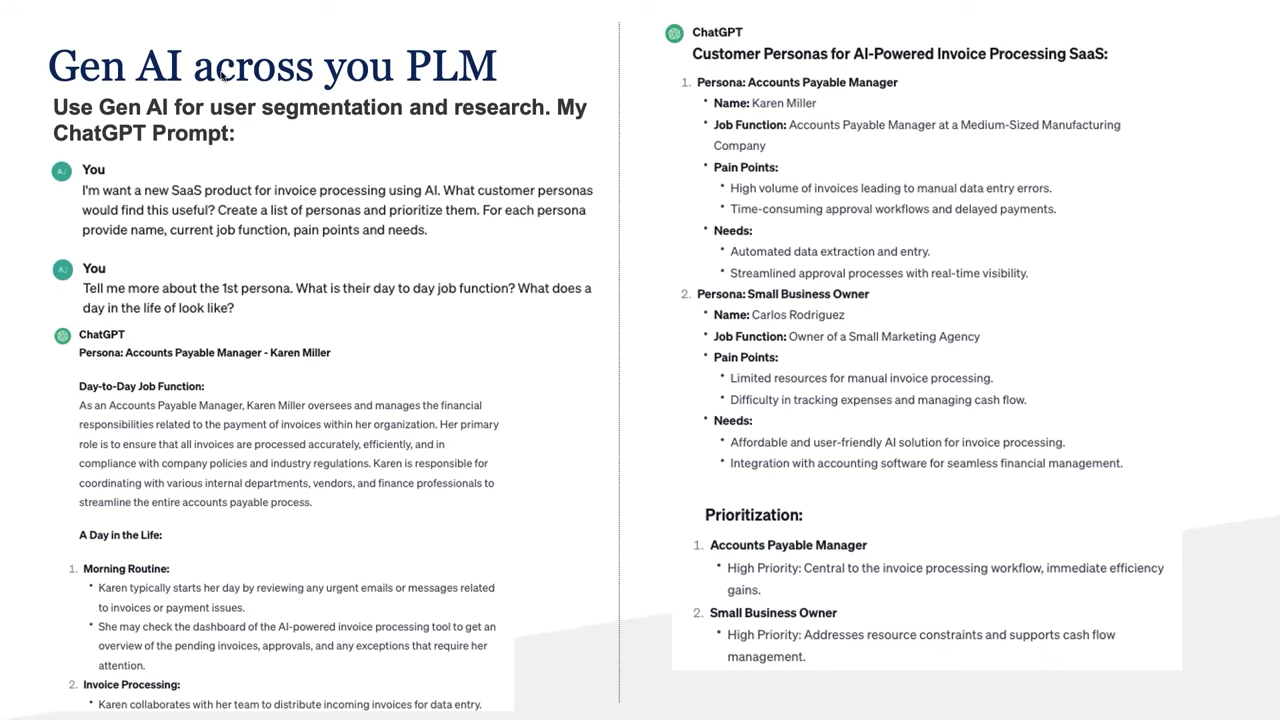 Gen AI across you PLM
Use Gen AI for user segmentation and research. My
ChatGPT Prompt:
AJ
You
I'm want a new SaaS product for invoice processing using AI. What customer personas
would find this useful? Create a list of personas and prioritize them. For each persona
provide name, current job function, pain points and needs.
AJ
You
Tell me more about the 1st persona. What is their day to day job function? What does a
day in the life of look like?
ChatGPT
Persona: Accounts Payable Manager - Karen Miller
Day-to-Day Job Function:
As an Accounts Payable Manager, Karen Miller oversees and manages the financial
responsibilities related to the payment of invoices within her organization. Her primary
role is to ensure that all invoices are processed accurately, efficiently, and in
compliance with company policies and industry regulations. Karen is responsible for
coordinating with various internal departments, vendors, and finance professionals to
streamline the entire accounts payable process.
A Day in the Life:
1. Morning Routine:
• Karen typically starts her day by reviewing any urgent emails or messages related
to invoices or payment issues.
• She may check the dashboard of the AI-powered invoice processing tool to get an
overview of the pending invoices, approvals, and any exceptions that require her
attention.
2. Invoice Processing:
• Karen collaborates with her team to distribute incoming invoices for data entry.
ChatGPT
Customer Personas for AI-Powered Invoice Processing SaaS:
1. Persona: Accounts Payable Manager
• Name: Karen Miller
• Job Function: Accounts Payable Manager at a Medium-Sized Manufacturing
Company
• Pain Points:
• High volume of invoices leading to manual data entry errors.
• Time-consuming approval workflows and delayed payments.
• Needs:
• Automated data extraction and entry.
• Streamlined approval processes with real-time visibility.
2. Persona: Small Business Owner
• Name: Carlos Rodriguez
• Job Function: Owner of a Small Marketing Agency
• Pain Points:
• Limited resources for manual invoice processing.
• Difficulty in tracking expenses and managing cash flow.
• Needs:
• Affordable and user-friendly AI solution for invoice processing.
• Integration with accounting software for seamless financial management.
Prioritization:
1. Accounts Payable Manager
• High Priority: Central to the invoice processing workflow, immediate efficiency
gains.
2. Small Business Owner
• High Priority: Addresses resource constraints and supports cash flow
management.